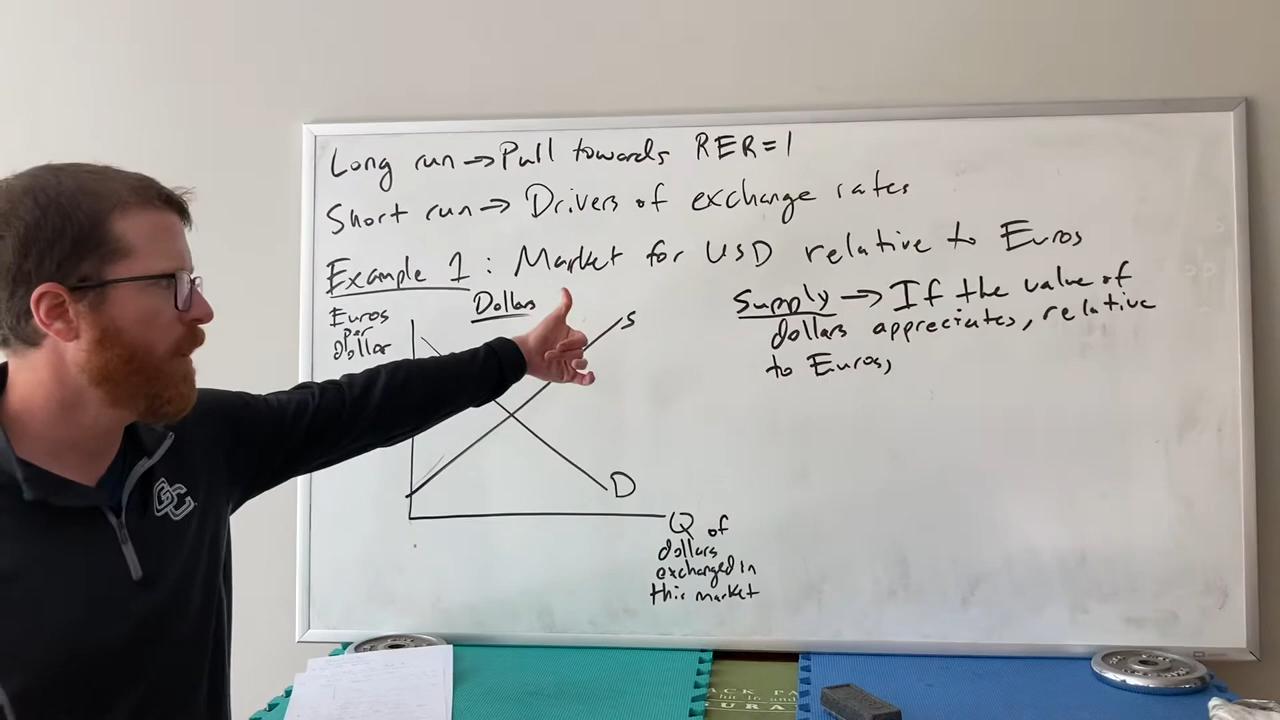 Long run → Pull towards RER=1
Short run → Drivers of exchange rates
Example 1: Market for USD relative to Euros
Dollars
Euros
per
dollar
S
D
Q of
dollars
exchanged in
this market
Supply → If the value of
dollars appreciates, relative
to Euros,
GC